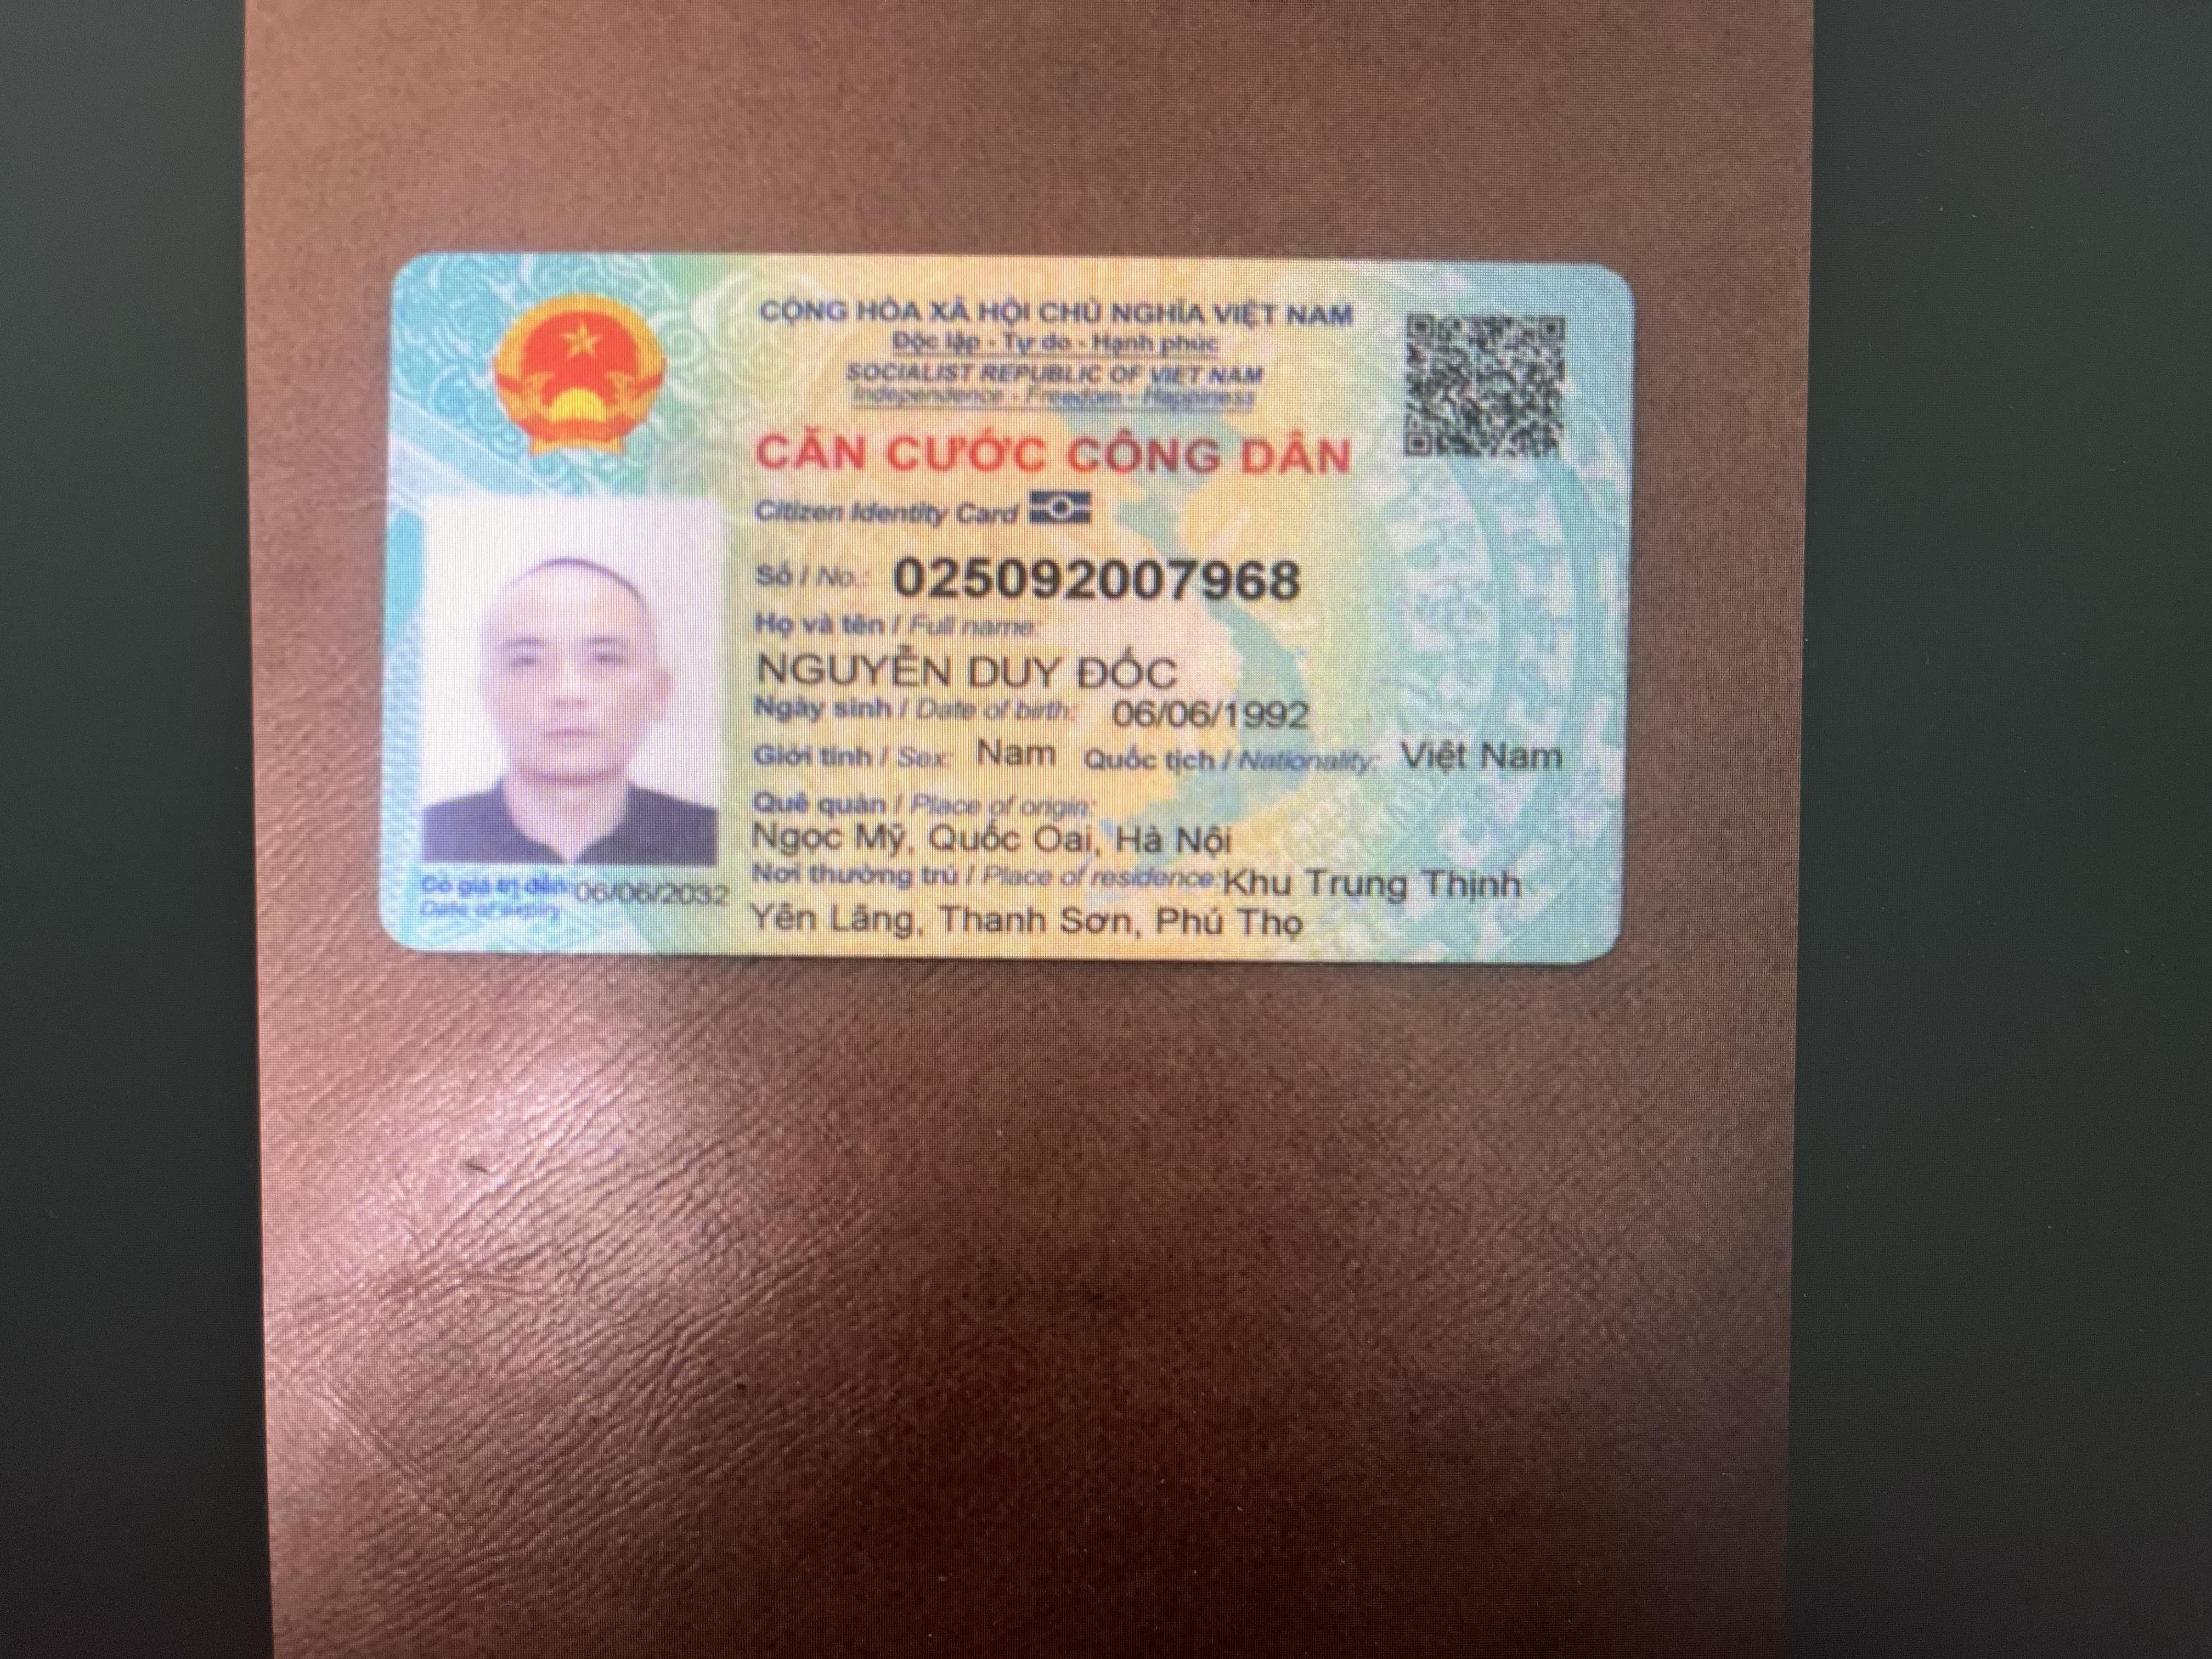 CỘNG HÒA XÃ HỘI CHỦ NGHĨA VIỆT NAM
Độc lập - Tự do - Hạnh phúc
SOCIALIST REPUBLIC OF VIET NAM
Independence - Freedom - Happiness
CĂN CƯỚC CÔNG DÂN
Citizen Identity Card
Số / No.: 025092007968
Họ và tên / Full name:
NGUYỄN DUY ĐỐC
Ngày sinh / Date of birth: 06/06/1992
Giới tính / Sex: Nam Quốc tịch / Nationality: Việt Nam
Quê quán / Place of origin:
Ngọc Mỹ, Quốc Oai, Hà Nội
Nơi thường trú / Place of residence: Khu Trung Thịnh
Yên Lãng, Thanh Sơn, Phú Thọ
Có giá trị đến: 06/06/2032
Date of expiry